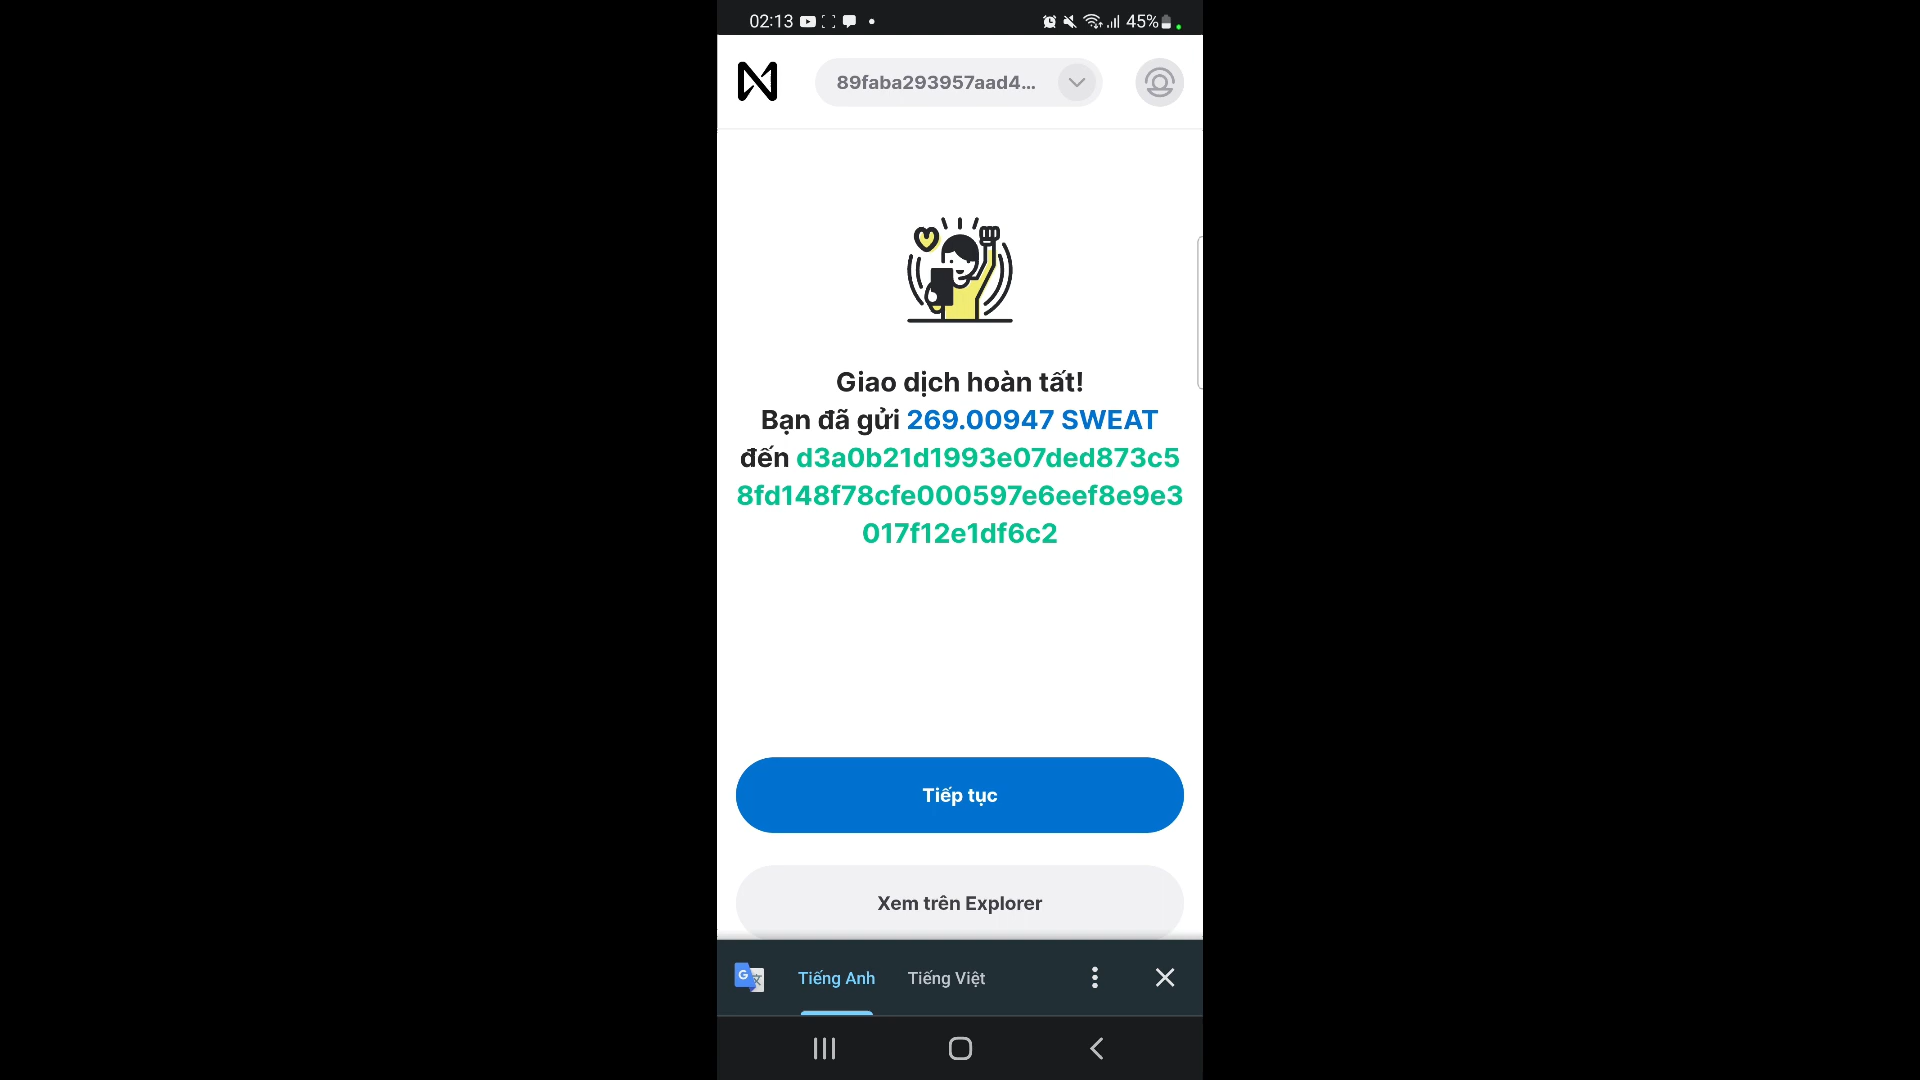 02:13
45%
89faba293957aad4...
Giao dịch hoàn tất!
Bạn đã gửi 269.00947 SWEAT
đến d3a0b21d1993e07ded873c5
8fd148f78cfe000597e6eef8e9e3
017f12e1df6c2
Tiếp tục
Xem trên Explorer
Tiếng Anh
Tiếng Việt